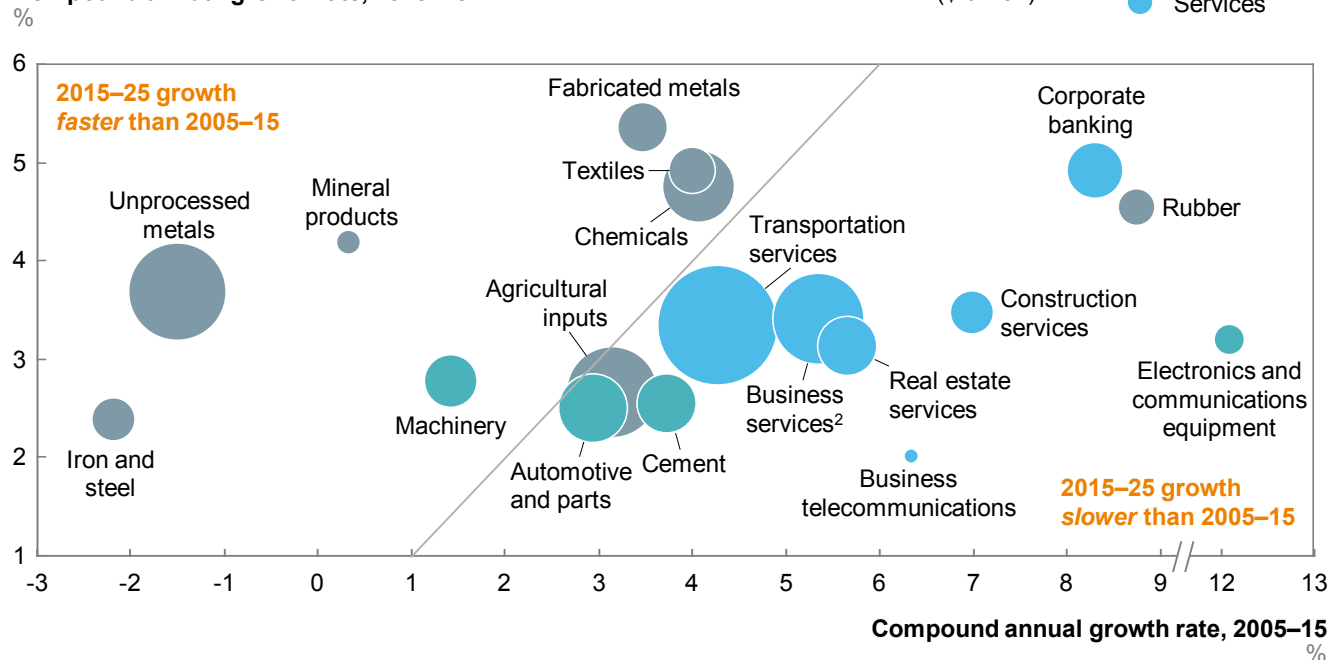 Services
%
6
5
4
3
2
1
2015–25 growth
faster than 2005–15
Fabricated metals
Textiles
Chemicals
Corporate
banking
Rubber
Unprocessed
metals
Mineral
products
Transportation
services
Agricultural
inputs
Construction
services
Electronics and
communications
equipment
Machinery
Iron and
steel
Automotive
and parts
Cement
Business
services²
Real estate
services
Business
telecommunications
2015–25 growth
slower than 2005–15
-3 -2 -1 0 1 2 3 4 5 6 7 8 9 12 13
Compound annual growth rate, 2005–15
%